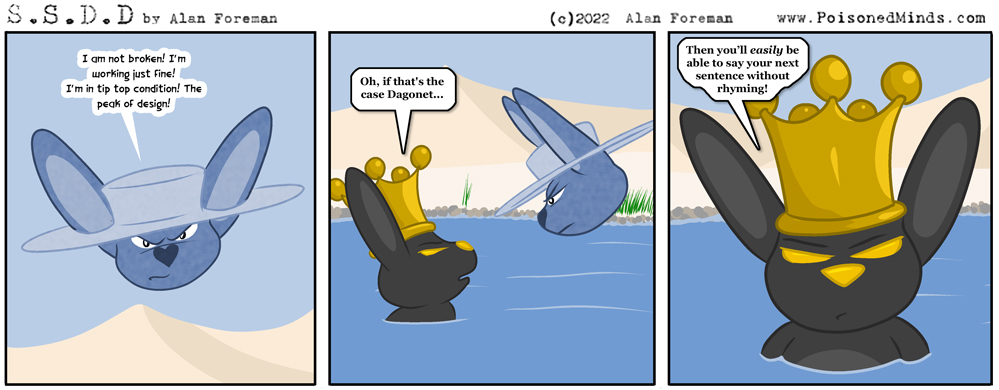 S.S.D.D by Alan Foreman (c)2022 Alan Foreman www.PoisonedMinds.com
I am not broken! I'm
working just fine!
I'm in tip top condition! The
peak of design!
Oh, if that's the
case Dagonet...
Then you'll easily be
able to say your next
sentence without
rhyming!